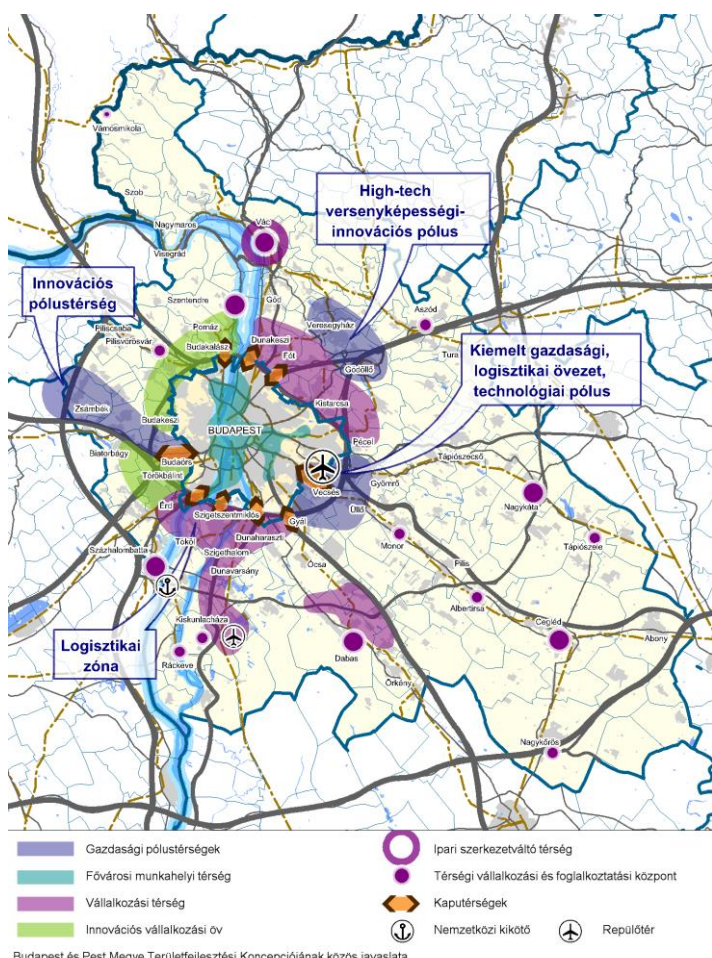 Vámosmikola
Szob
Nagymaros
Visegrád
Vác
High-tech
versenyképességi-
innovációs pólus
Innovációs
pólustérség
Szentendre
Göd
Piliscsaba
Pilisvörösvár
Pomáz
Budakalász
Dunakeszi
Fót
Veresegyház
Aszód
Tura
Gödöllő
Kiemelt gazdasági,
logisztikai övezet,
technológiai pólus
Zsámbék
Budakeszi
Kistarcsa
BUDAPEST
Pécel
Biatorbágy
Budaörs
Törökbálint
Tápiószecső
Vecsés
Gyömrő
Üllő
Nagykáta
Érd
Szigetszentmiklós
Gyál
Tököl
Dunaharaszti
Szigethalom
Százhalombatta
Dunavarsány
Ócsa
Monor
Pilis
Tápiószele
Albertirsa
Kiskunlacháza
Cegléd
Abony
Logisztikai
zóna
Ráckeve
Dabas
Örkény
Nagykőrös
Gazdasági pólustérségek
Fővárosi munkahelyi térség
Vállalkozási térség
Innovációs vállalkozási öv
Ipari szerkezetváltó térség
Térségi vállalkozási és foglalkoztatási központ
Kaputérségek
Nemzetközi kikötő
Repülőtér
Budapest és Pest Megye Területfejlesztési Koncepciójának közös javaslata